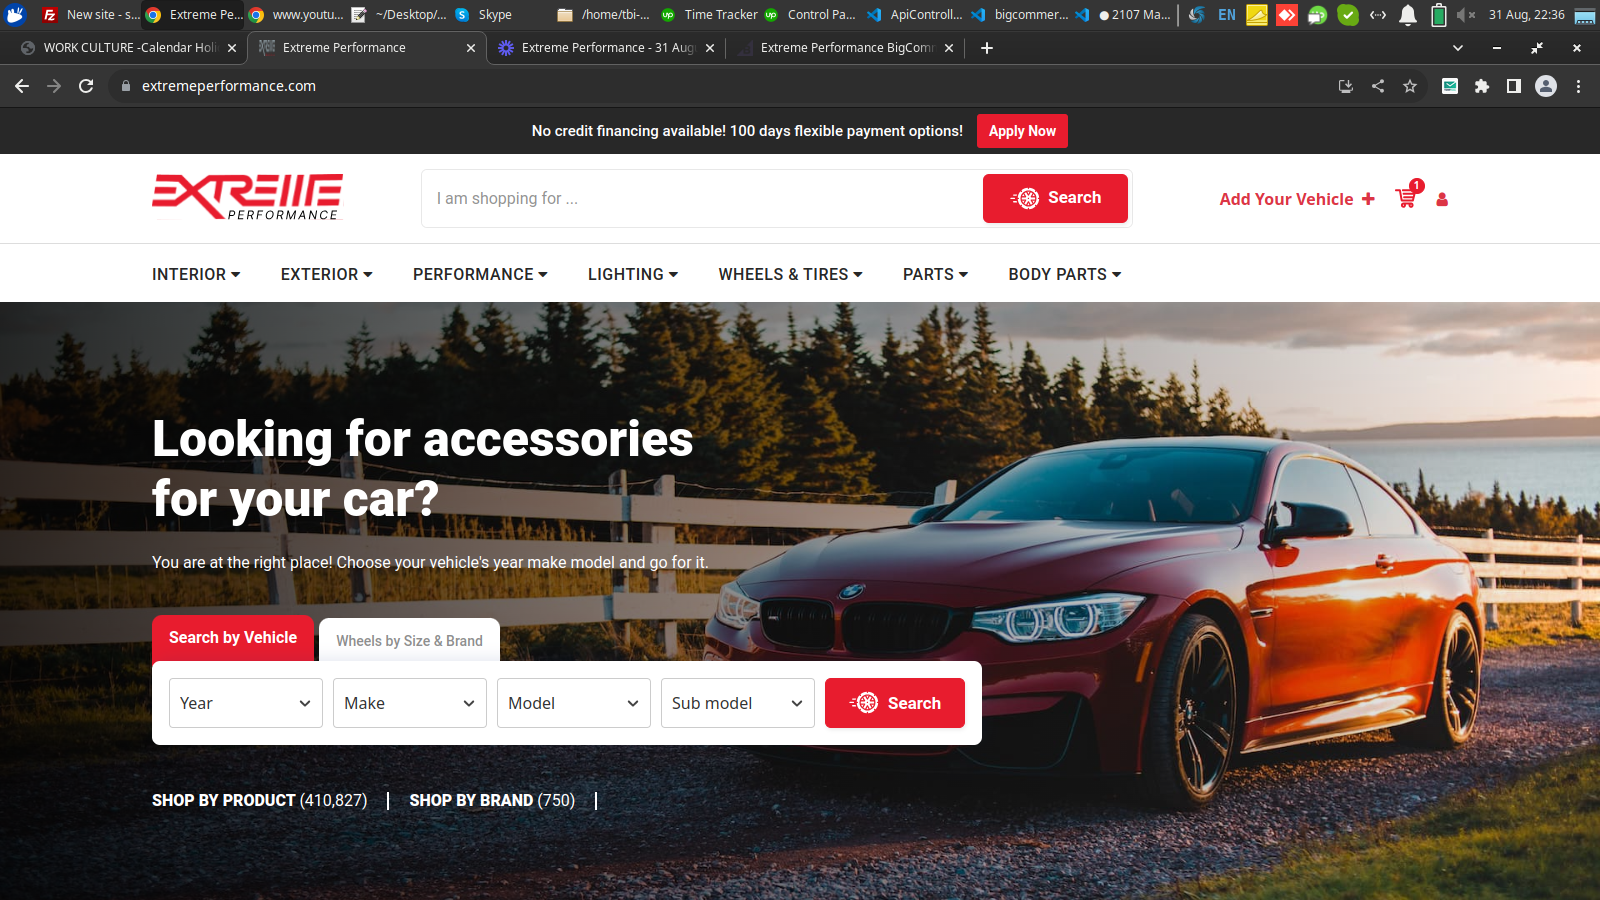 New site - s...
Extreme Pe...
www.youtu...
~/Desktop/...
Skype
/home/tbi-...
Time Tracker
Control Pa...
ApiControll...
bigcommer...
2107 Ma...
EN
31 Aug, 22:36
WORK CULTURE -Calendar Holi
Extreme Performance
Extreme Performance - 31 Aug
Extreme Performance BigComm
extremeperformance.com
No credit financing available! 100 days flexible payment options!
Apply Now
EXTREME
PERFORMANCE
I am shopping for ...
Search
Add Your Vehicle
1
INTERIOR
EXTERIOR
PERFORMANCE
LIGHTING
WHEELS & TIRES
PARTS
BODY PARTS
Looking for accessories
for your car?
You are at the right place! Choose your vehicle's year make model and go for it.
Search by Vehicle
Wheels by Size & Brand
Year
Make
Model
Sub model
Search
SHOP BY PRODUCT (410,827)
SHOP BY BRAND (750)